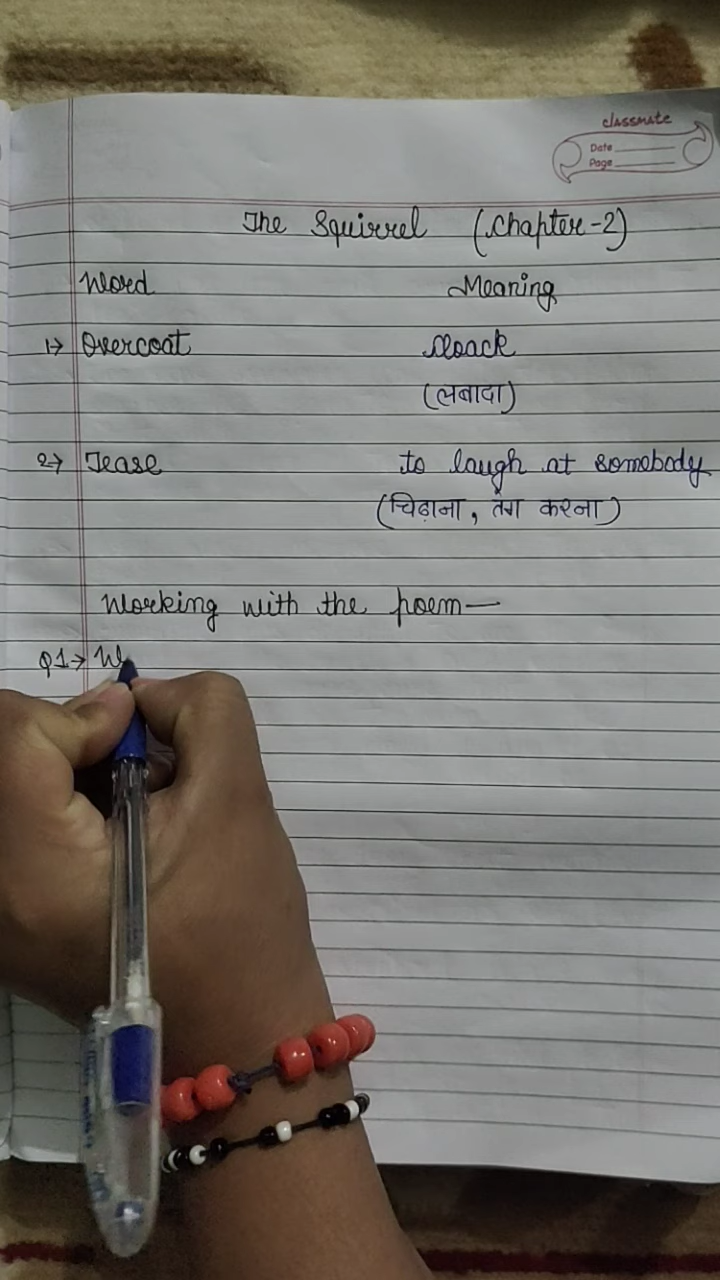 classmate
Date
Page
The Squirrel (Chapter-2)
Word Meaning
1→ Overcoat cloack
(लबादा)
2→ Tease to laugh at somebody
(चिढ़ाना, तंग करना)
Working with the poem—
Q1→ W